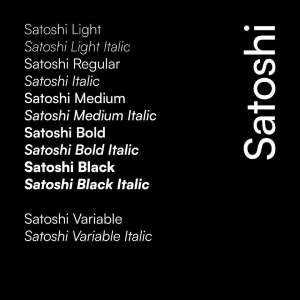 Satoshi Light
Satoshi Light Italic
Satoshi Regular
Satoshi Italic
Satoshi Medium
Satoshi Medium Italic
Satoshi Bold
Satoshi Bold Italic
Satoshi Black
Satoshi Black Italic
Satoshi Variable
Satoshi Variable Italic
Satoshi